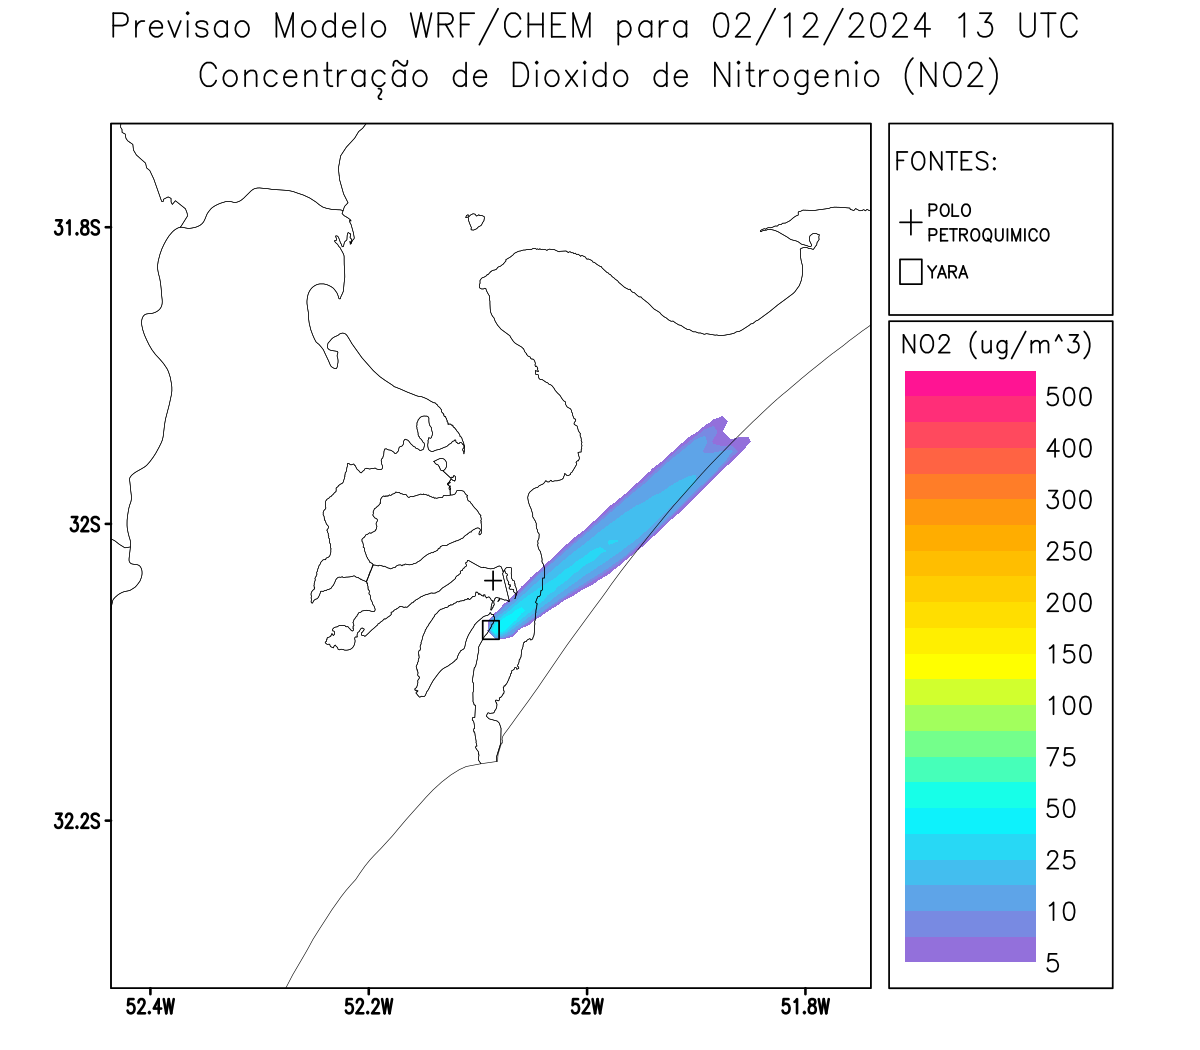 Previsao Modelo WRF/CHEM para 02/12/2024 13 UTC
Concentração de Dioxido de Nitrogenio (NO2)
FONTES:
POLO
PETROQUIMICO
YARA
31.8S
32S
32.2S
52.4W
52.2W
52W
51.8W
NO2 (ug/m^3)
500
400
300
250
200
150
100
75
50
25
10
5